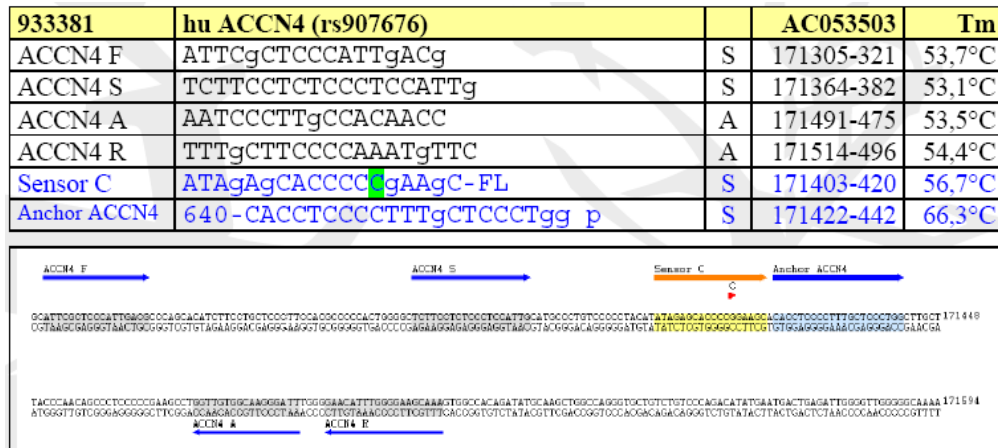 933381 hu ACCN4 (rs907676) AC053503 Tm
ACCN4 F ATTCgCTCCCATTgACg S 171305-321 53,7°C
ACCN4 S TCTTCCTCTCCCTCCATTg S 171364-382 53,1°C
ACCN4 A AATCCCTTgCCACAACC A 171491-475 53,5°C
ACCN4 R TTTgCTTCCCCAAATgTTC A 171514-496 54,4°C
Sensor C ATAgAgCACCCCCgAAgC-FL S 171403-420 56,7°C
Anchor ACCN4 640-CACCTCCCCTTTgCTCCCTgg p S 171422-442 66,3°C
ACCN4 F ACCN4 S Sensor C Anchor ACCN4
C
171448
171594
ACCN4 A ACCN4 R